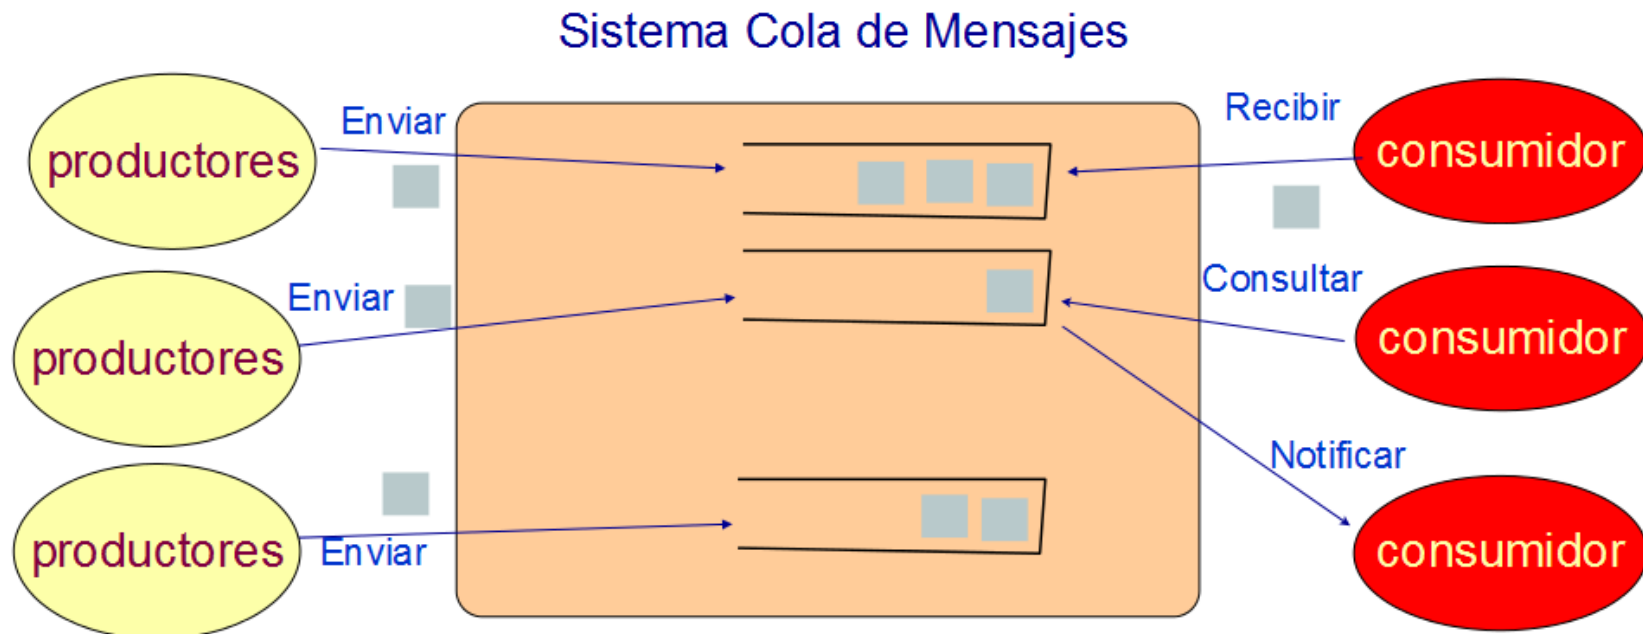 Sistema Cola de Mensajes
productores
Enviar
Recibir
consumidor
productores
Enviar
Consultar
consumidor
productores
Enviar
Notificar
consumidor